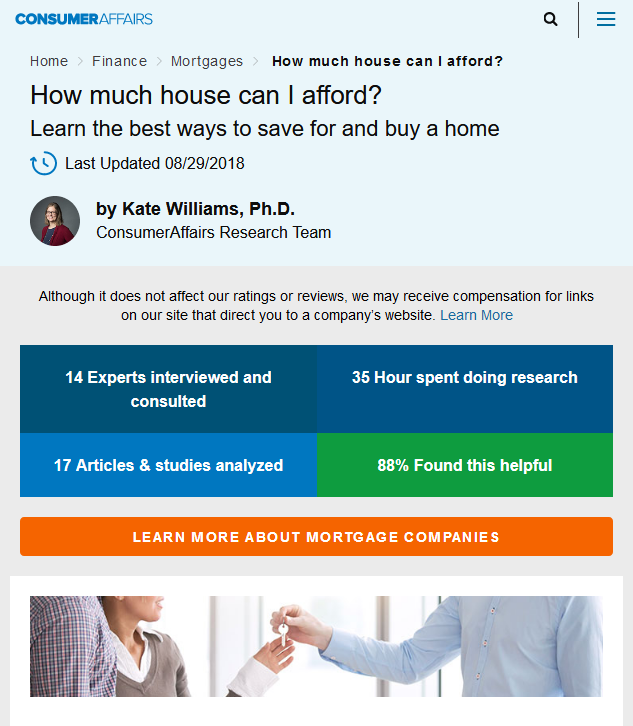 CONSUMERAFFAIRS
Home > Finance > Mortgages > How much house can I afford?
How much house can I afford?
Learn the best ways to save for and buy a home
Last Updated 08/29/2018
by Kate Williams, Ph.D.
ConsumerAffairs Research Team
Although it does not affect our ratings or reviews, we may receive compensation for links
on our site that direct you to a company's website. Learn More
14 Experts interviewed and
consulted
35 Hour spent doing research
17 Articles & studies analyzed
88% Found this helpful
LEARN MORE ABOUT MORTGAGE COMPANIES